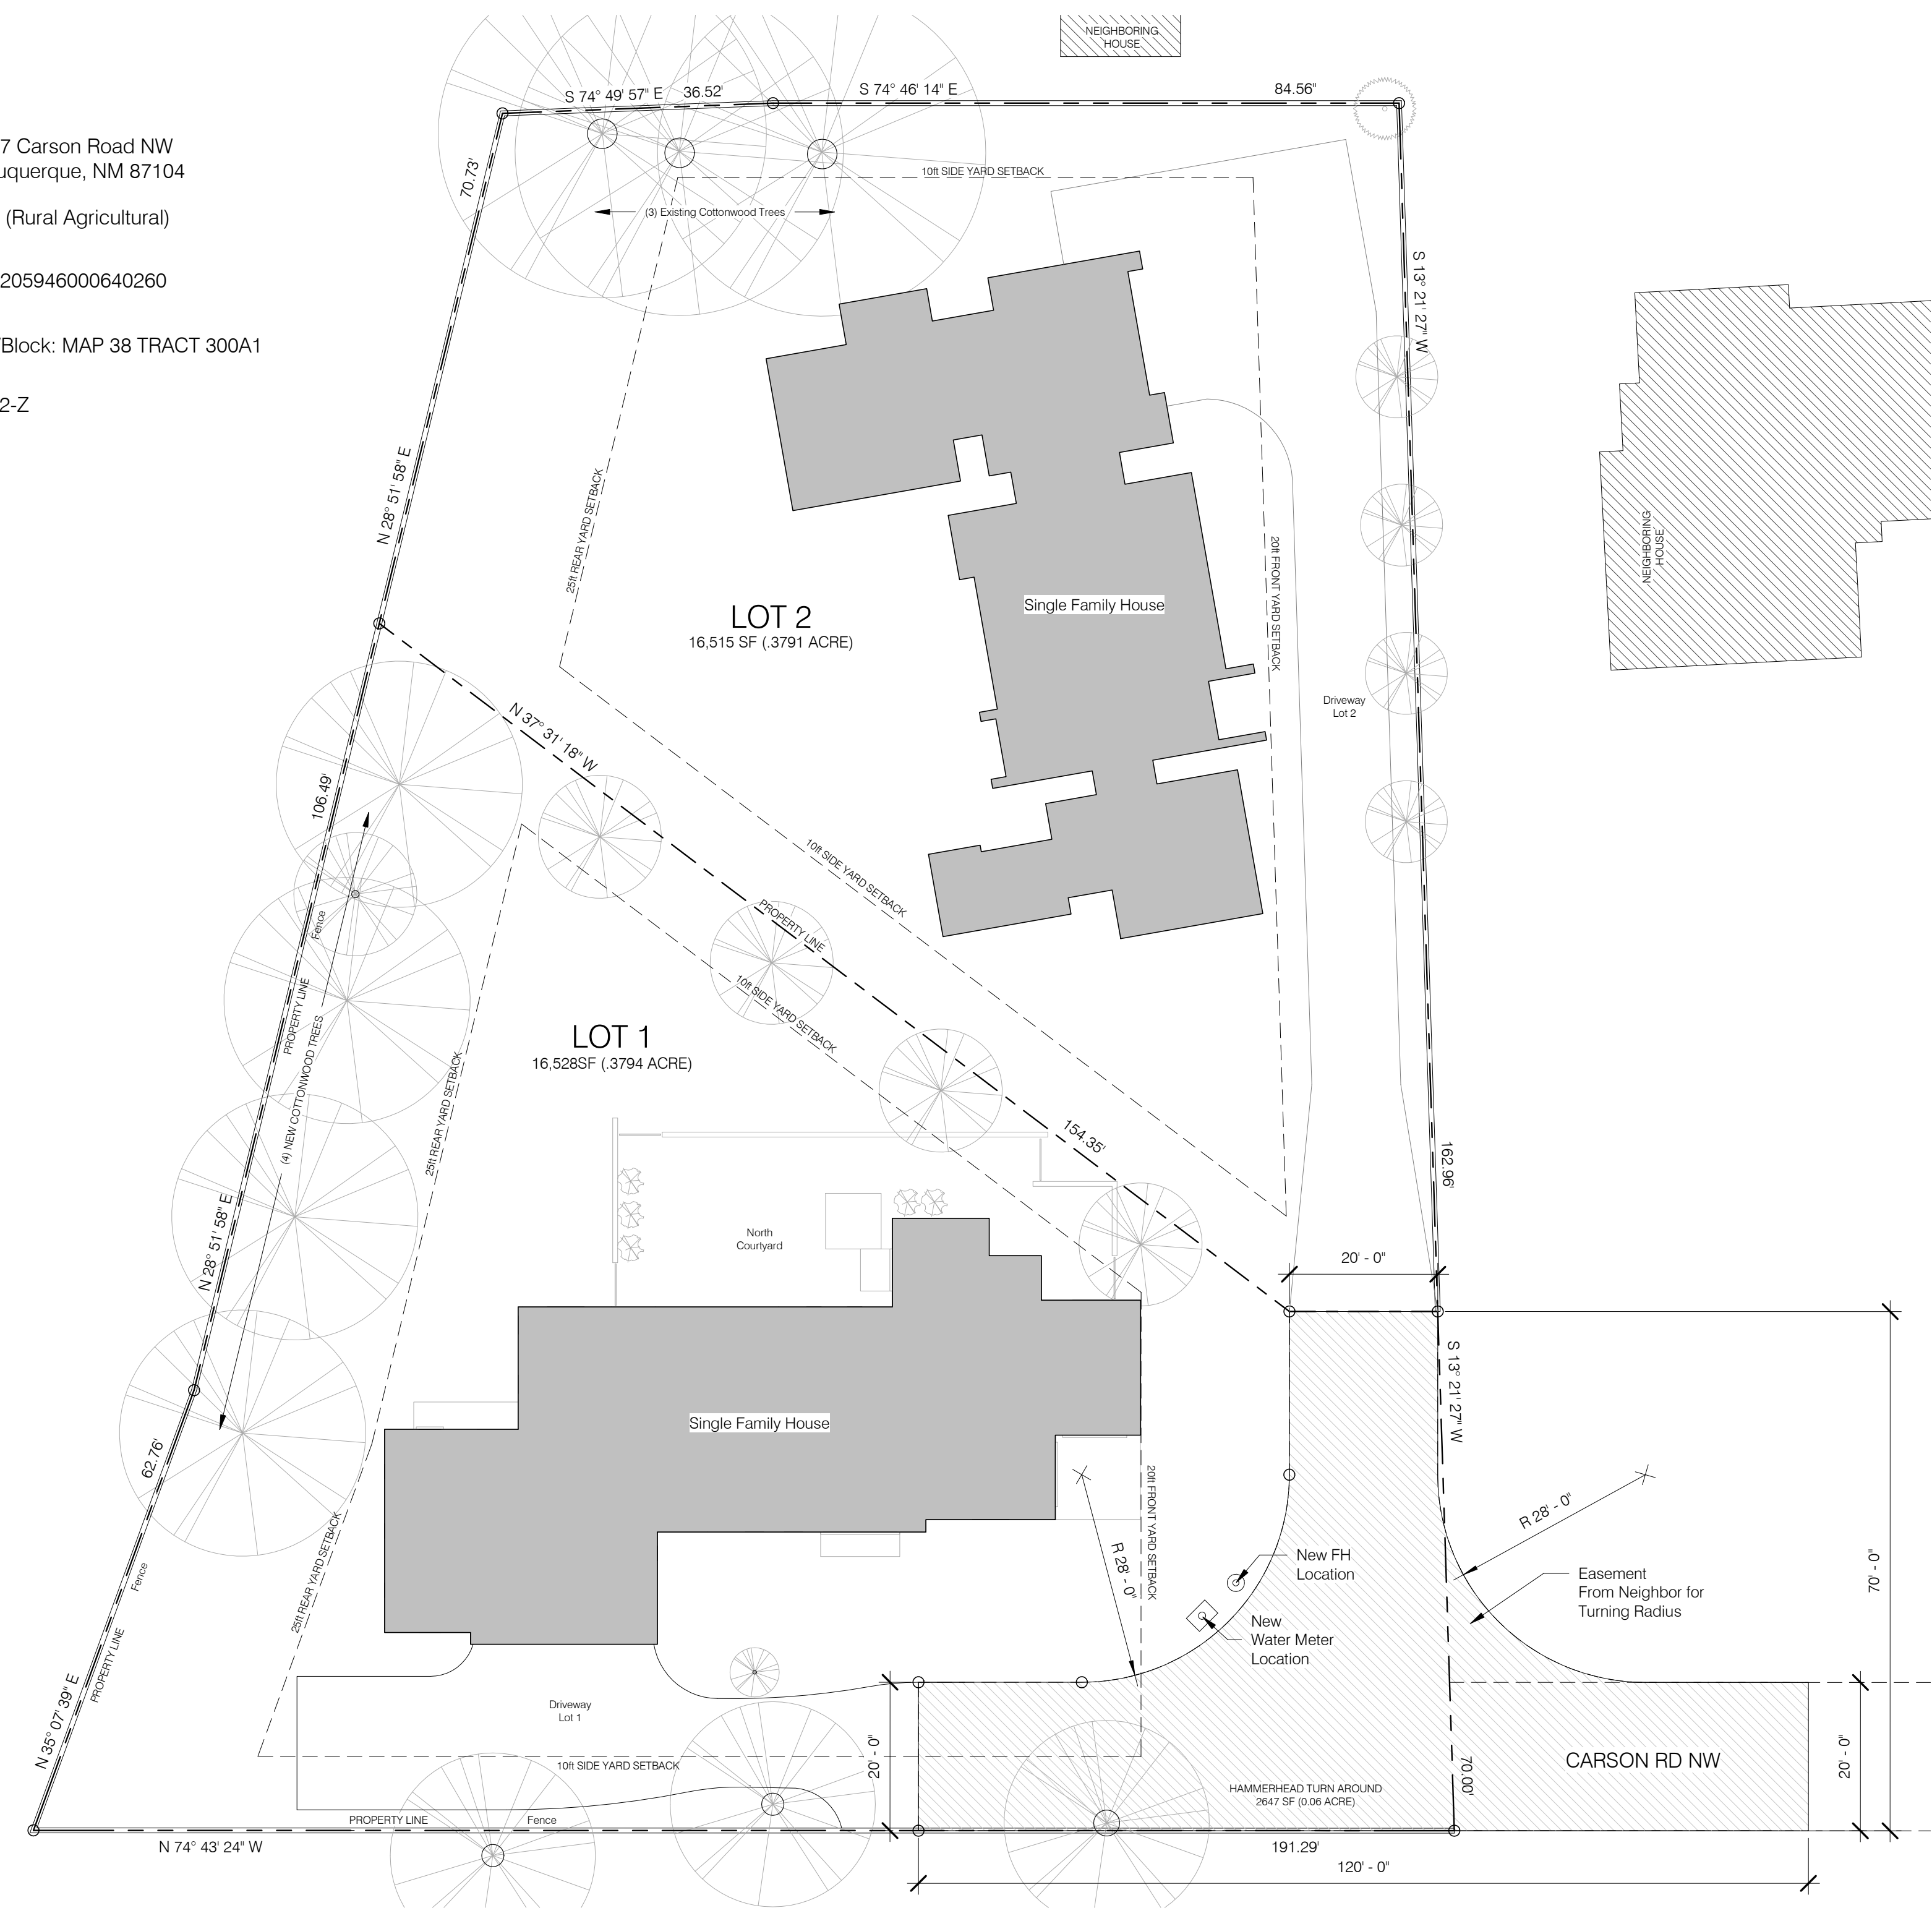 NEIGHBORING
HOUSE
S 74° 49' 57" E
36.52'
S 74° 46' 14" E
84.56"
7 Carson Road NW
uquerque, NM 87104
(Rural Agricultural)
205946000640260
Block: MAP 38 TRACT 300A1
2-Z
70.73'
10ft SIDE YARD SETBACK
(3) Existing Cottonwood Trees
S 13° 21' 27" W
N 28° 51' 58" E
25ft REAR YARD SETBACK
NEIGHBORING
HOUSE
20ft FRONT YARD SETBACK
Single Family House
LOT 2
16,515 SF (.3791 ACRE)
Driveway
Lot 2
N 37° 31' 18" W
106.49'
10ft SIDE YARD SETBACK
PROPERTY LINE
Fence
10ft SIDE YARD SETBACK
PROPERTY LINE
LOT 1
16,528SF (.3794 ACRE)
(4) NEW COTTONWOOD TREES
25ft REAR YARD SETBACK
154.35'
162.96'
N 28° 51' 58" E
North
Courtyard
20' - 0"
S 13° 21' 27" W
Single Family House
62.76'
20ft FRONT YARD SETBACK
R 28' - 0"
R 28' - 0"
25ft REAR YARD SETBACK
Fence
New FH
Location
Easement
From Neighbor for
Turning Radius
70' - 0"
New
Water Meter
Location
PROPERTY LINE
N 35° 07' 39" E
Driveway
Lot 1
10ft SIDE YARD SETBACK
20' - 0"
CARSON RD NW
20' - 0"
70.00'
HAMMERHEAD TURN AROUND
2647 SF (0.06 ACRE)
PROPERTY LINE
Fence
N 74° 43' 24" W
191.29'
120' - 0"